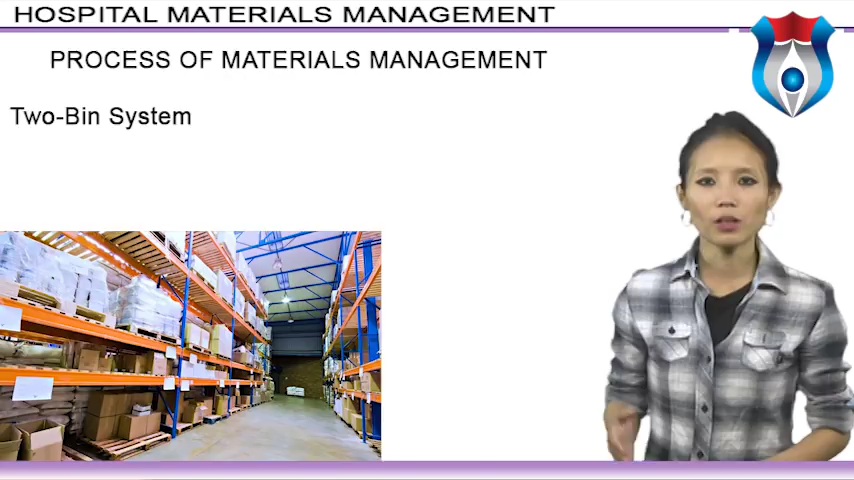 HOSPITAL MATERIALS MANAGEMENT
PROCESS OF MATERIALS MANAGEMENT
Two-Bin System